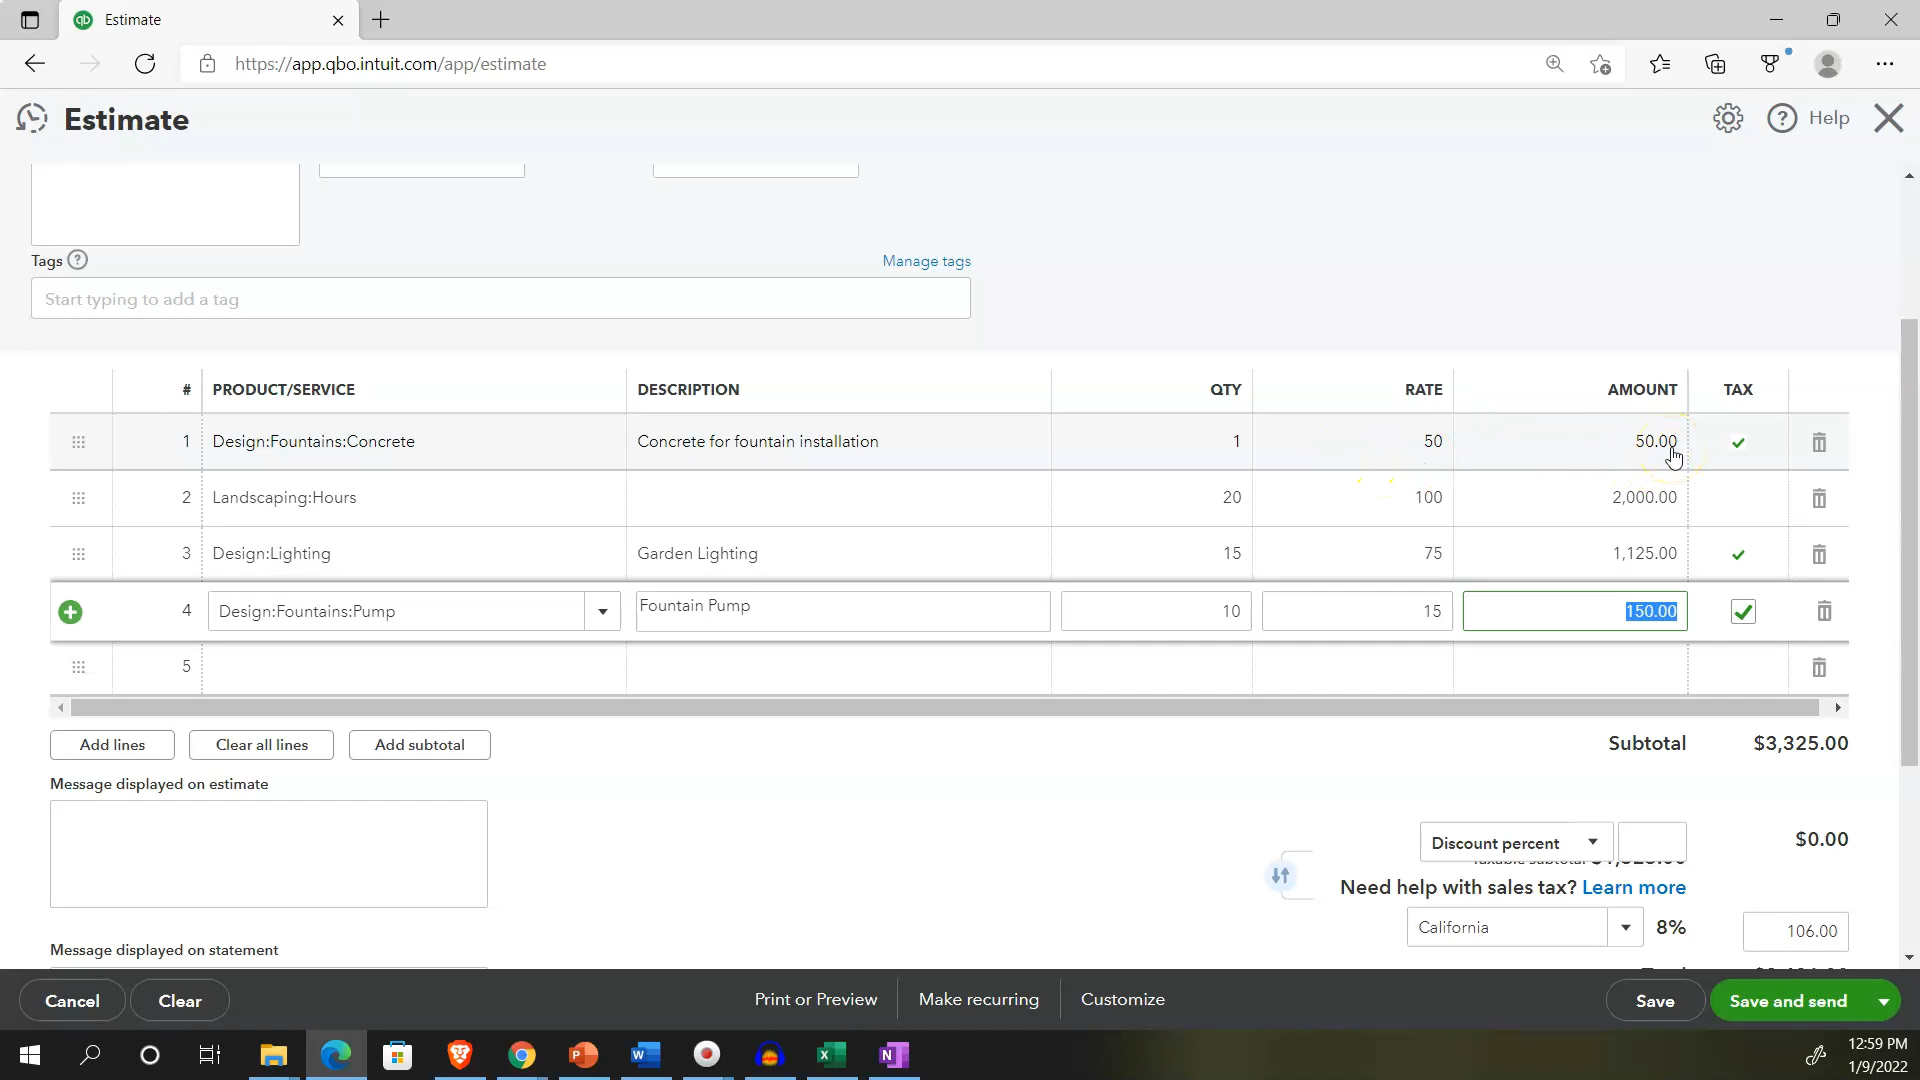 Estimate
https://app.qbo.intuit.com/app/estimate
Estimate
Help
Tags
Manage tags
Start typing to add a tag
# PRODUCT/SERVICE DESCRIPTION QTY RATE AMOUNT TAX
1 Design:Fountains:Concrete Concrete for fountain installation 1 50 50.00
2 Landscaping:Hours 20 100 2,000.00
3 Design:Lighting Garden Lighting 15 75 1,125.00
4 Design:Fountains:Pump Fountain Pump 10 15 150.00
5
Add lines Clear all lines Add subtotal Subtotal $3,325.00
Message displayed on estimate
Discount percent $0.00
Need help with sales tax? Learn more
California 8% 106.00
Message displayed on statement
Cancel Clear Print or Preview Make recurring Customize Save Save and send
12:59 PM
1/9/2022